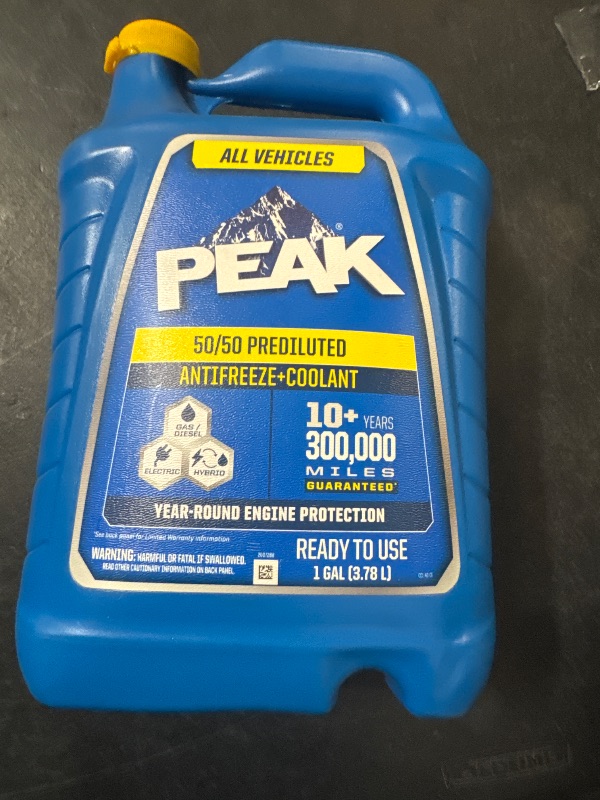 ALL VEHICLES
PEAK®
50/50 PREDILUTED
ANTIFREEZE+COOLANT
GAS /
DIESEL
ELECTRIC
HYBRID
10+ YEARS
300,000
MILES
GUARANTEED*
YEAR-ROUND ENGINE PROTECTION
*See back panel for Limited Warranty information
WARNING: HARMFUL OR FATAL IF SWALLOWED.
READ OTHER CAUTIONARY INFORMATION ON BACK PANEL.
READY TO USE
1 GAL (3.78 L)